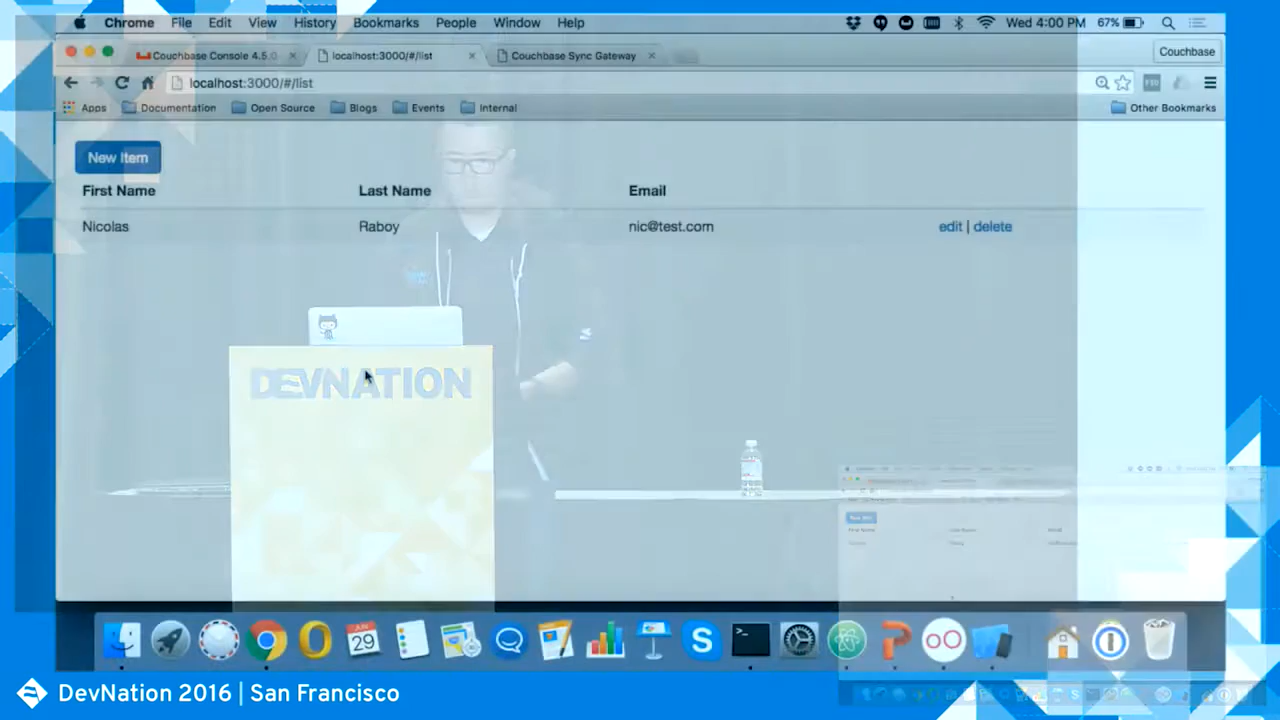 Chrome File Edit View History Bookmarks People Window Help Wed 4:00 PM 67%
Couchbase Console 4.5.0 localhost:3000/#/list Couchbase Sync Gateway Couchbase
localhost:3000/#/list
Apps Documentation Open Source Blogs Events Internal Other Bookmarks
New Item
First Name Last Name Email
Nicolas Raboy nic@test.com edit | delete
DEVNATION
JUN
29
DevNation 2016 | San Francisco